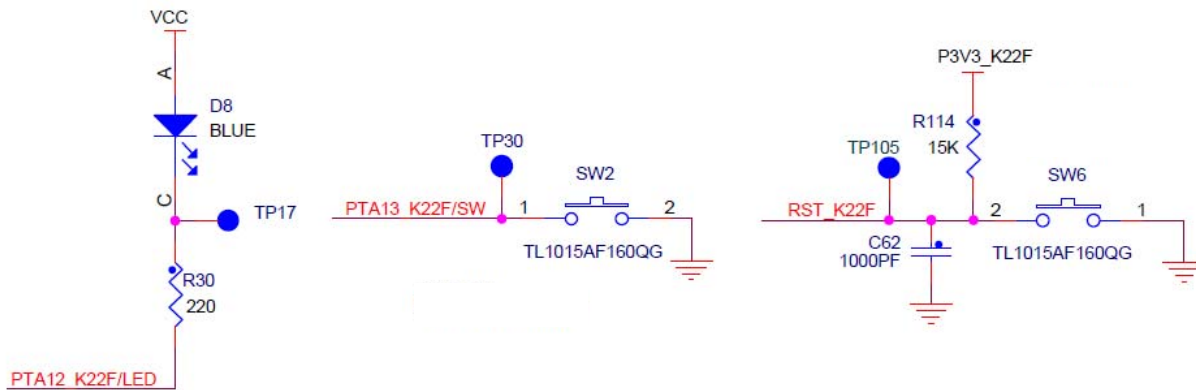 VCC
A
D8
BLUE
C
TP17
R30
220
PTA12_K22F/LED
TP30
SW2
PTA13_K22F/SW
1
2
TL1015AF160QG
P3V3_K22F
R114
15K
TP105
SW6
RST_K22F
2
1
C62
1000PF
TL1015AF160QG